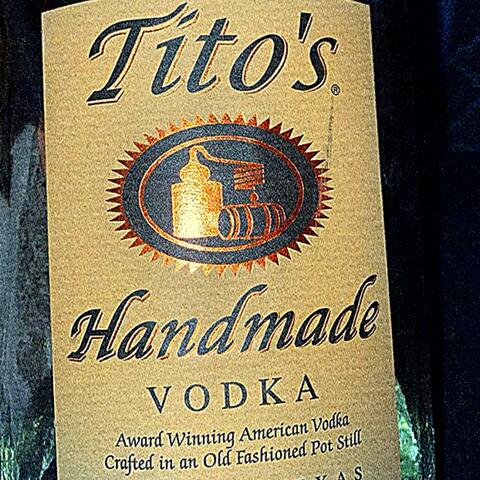 Tito's®
Handmade
VODKA
Award Winning American Vodka
Crafted in an Old Fashioned Pot Still